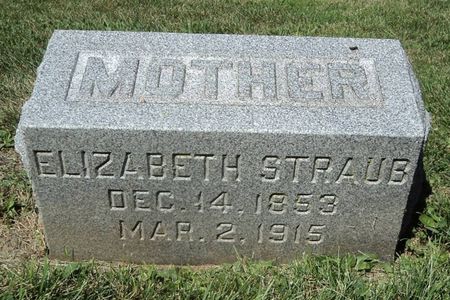 MOTHER
ELIZABETH STRAUB
DEC. 14, 1853
MAR. 2, 1915